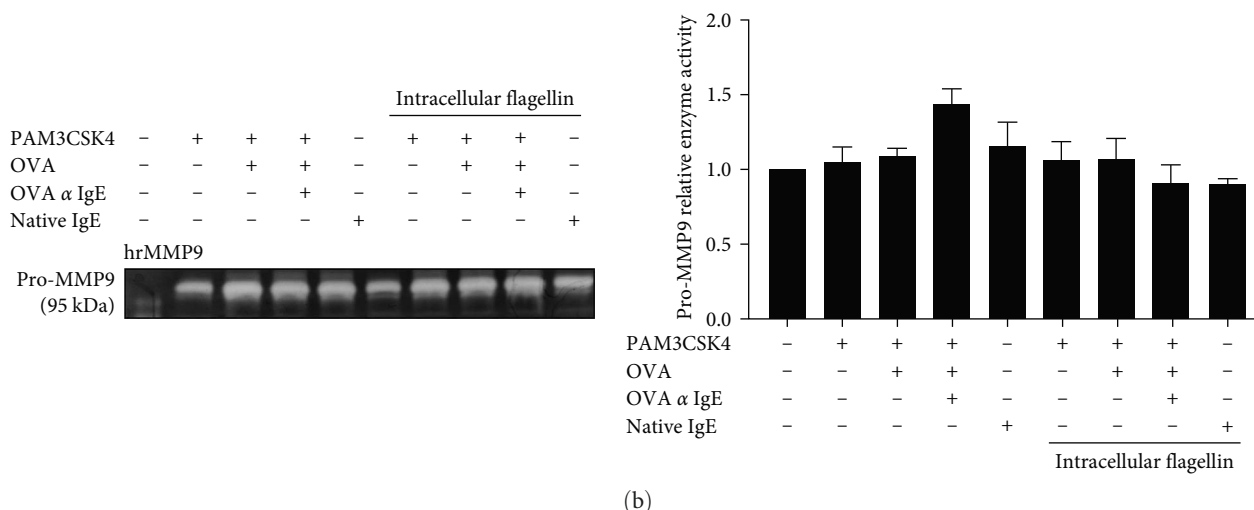 Intracellular flagellin
PAM3CSK4 – + + + – + + + –
OVA – – + + – – + + –
OVA α IgE – – – + – – – + –
Native IgE – – – – + – – – +
hrMMP9
Pro-MMP9
(95 kDa)
Pro-MMP9 relative enzyme activity
2.0
1.5
1.0
0.5
0.0
PAM3CSK4 – + + + – + + + –
OVA – – + + – – + + –
OVA α IgE – – – + – – – + –
Native IgE – – – – + – – – +
Intracellular flagellin
(b)